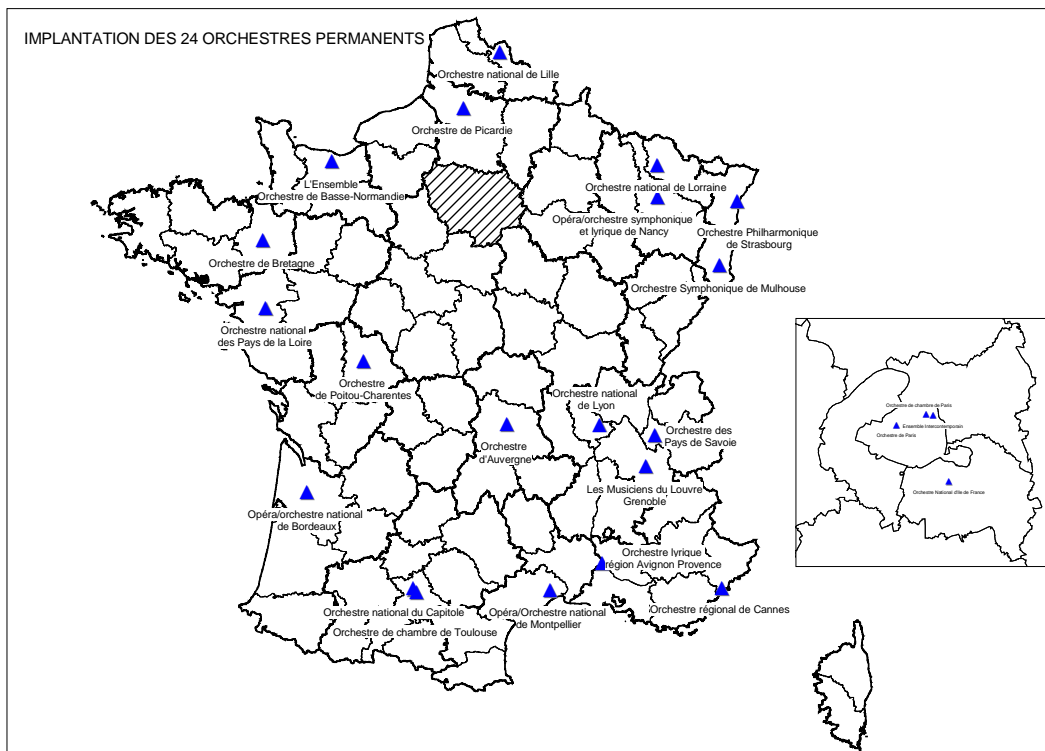 IMPLANTATION DES 24 ORCHESTRES PERMANENTS
Orchestre national de Lille
Orchestre de Picardie
L'Ensemble
Orchestre de Basse-Normandie
Orchestre national de Lorraine
Opéra/orchestre symphonique
et lyrique de Nancy
Orchestre Philharmonique
de Strasbourg
Orchestre de Bretagne
Orchestre Symphonique de Mulhouse
Orchestre national
des Pays de la Loire
Orchestre
de Poitou-Charentes
Orchestre national
de Lyon
Orchestre
d'Auvergne
Orchestre des
Pays de Savoie
Les Musiciens du Louvre
Grenoble
Opéra/orchestre national
de Bordeaux
Orchestre lyrique
région Avignon Provence
Orchestre national du Capitole
Orchestre de chambre de Toulouse
Opéra/Orchestre national
de Montpellier
Orchestre régional de Cannes
Orchestre de chambre de Paris
Ensemble Intercontemporain
Orchestre de Paris
Orchestre National d'Ile de France